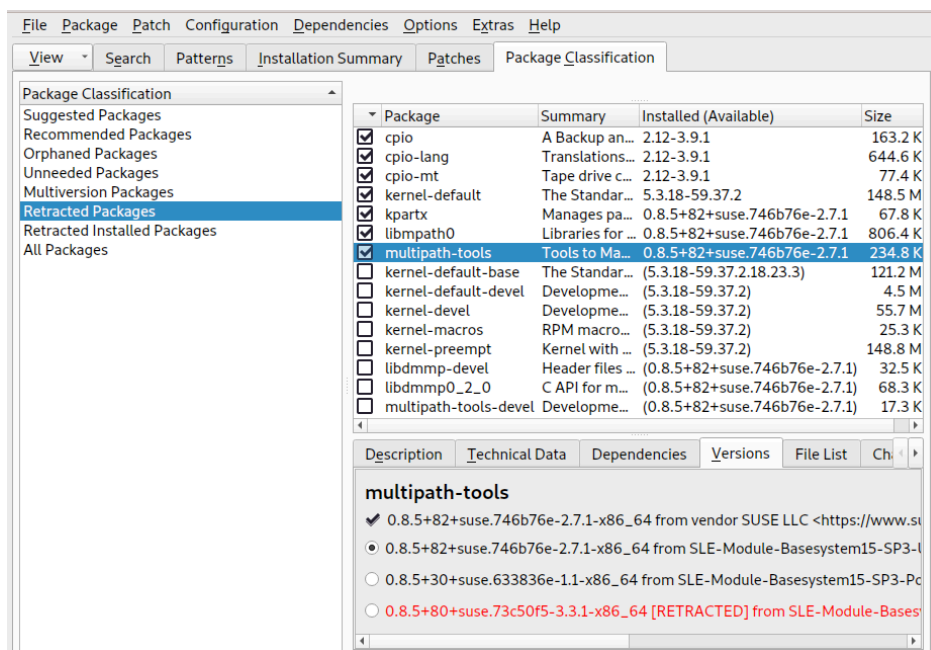 File Package Patch Configuration Dependencies Options Extras Help
View Search Patterns Installation Summary Patches Package Classification
Package Classification
Suggested Packages
Recommended Packages
Orphaned Packages
Unneeded Packages
Multiversion Packages
Retracted Packages
Retracted Installed Packages
All Packages
Package Summary Installed (Available) Size
cpio A Backup an... 2.12-3.9.1 163.2 K
cpio-lang Translations... 2.12-3.9.1 644.6 K
cpio-mt Tape drive c... 2.12-3.9.1 77.4 K
kernel-default The Standar... 5.3.18-59.37.2 148.5 M
kpartx Manages pa... 0.8.5+82+suse.746b76e-2.7.1 67.8 K
libmpath0 Libraries for ... 0.8.5+82+suse.746b76e-2.7.1 806.4 K
multipath-tools Tools to Ma... 0.8.5+82+suse.746b76e-2.7.1 234.8 K
kernel-default-base The Standar... (5.3.18-59.37.2.18.23.3) 121.2 M
kernel-default-devel Developme... (5.3.18-59.37.2) 4.5 M
kernel-devel Developme... (5.3.18-59.37.2) 55.7 M
kernel-macros RPM macro... (5.3.18-59.37.2) 25.3 K
kernel-preempt Kernel with ... (5.3.18-59.37.2) 148.8 M
libdmmp-devel Header files ... (0.8.5+82+suse.746b76e-2.7.1) 32.5 K
libdmmp0_2_0 C API for m... (0.8.5+82+suse.746b76e-2.7.1) 68.3 K
multipath-tools-devel Developme... (0.8.5+82+suse.746b76e-2.7.1) 17.3 K
Description Technical Data Dependencies Versions File List
multipath-tools
0.8.5+82+suse.746b76e-2.7.1-x86_64 from vendor SUSE LLC <https://www.su
0.8.5+82+suse.746b76e-2.7.1-x86_64 from SLE-Module-Basesystem15-SP3-U
0.8.5+30+suse.633836e-1.1-x86_64 from SLE-Module-Basesystem15-SP3-Po
0.8.5+80+suse.73c50f5-3.3.1-x86_64 [RETRACTED] from SLE-Module-Basesy